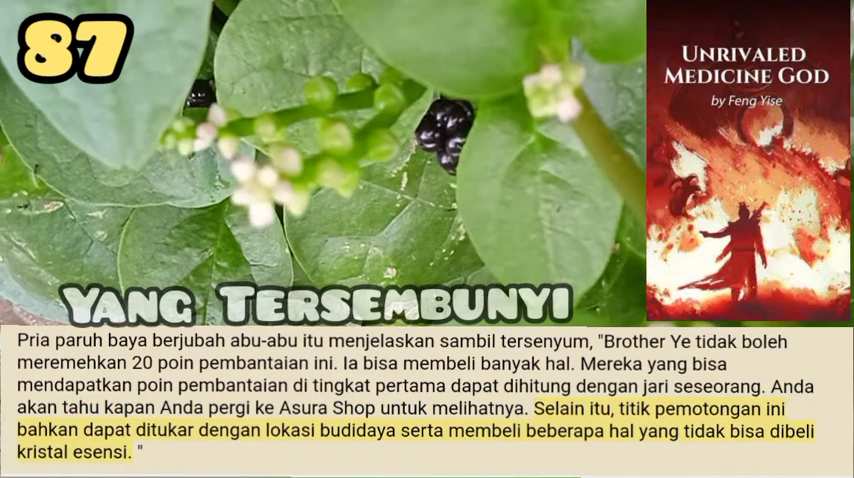 87
UNRIVALED
MEDICINE GOD
by Feng Yise
YANG TERSEMBUNYI
Pria paruh baya berjubah abu-abu itu menjelaskan sambil tersenyum, "Brother Ye tidak boleh
meremehkan 20 poin pembantaian ini. Ia bisa membeli banyak hal. Mereka yang bisa
mendapatkan poin pembantaian di tingkat pertama dapat dihitung dengan jari seseorang. Anda
akan tahu kapan Anda pergi ke Asura Shop untuk melihatnya. Selain itu, titik pemotongan ini
bahkan dapat ditukar dengan lokasi budidaya serta membeli beberapa hal yang tidak bisa dibeli
kristal esensi. "